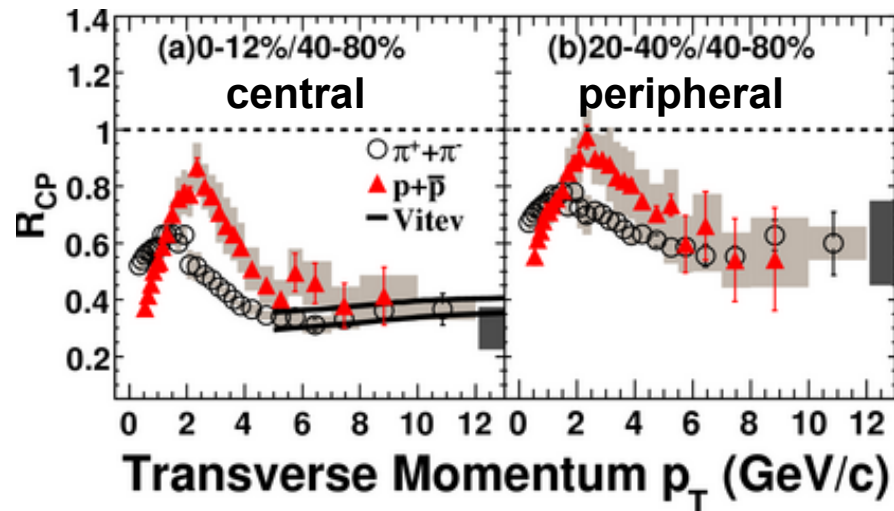 (a)0-12%/40-80%
central
(b)20-40%/40-80%
peripheral
π⁺+π⁻
p+p̄
Vitev
R_CP
1.4
1.2
1
0.8
0.6
0.4
0.2
0 2 4 6 8 10 12
0 2 4 6 8 10 12
Transverse Momentum p_T (GeV/c)